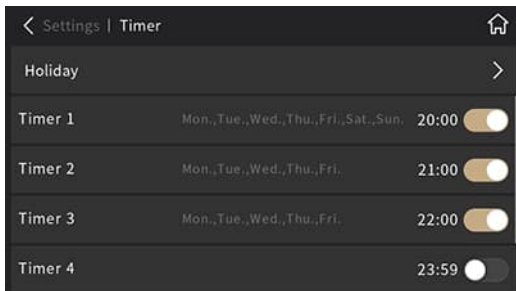 Settings | Timer
Holiday
Timer 1 Mon.,Tue.,Wed.,Thu.,Fri.,Sat.,Sun. 20:00
Timer 2 Mon.,Tue.,Wed.,Thu.,Fri. 21:00
Timer 3 Mon.,Tue.,Wed.,Thu.,Fri. 22:00
Timer 4 23:59